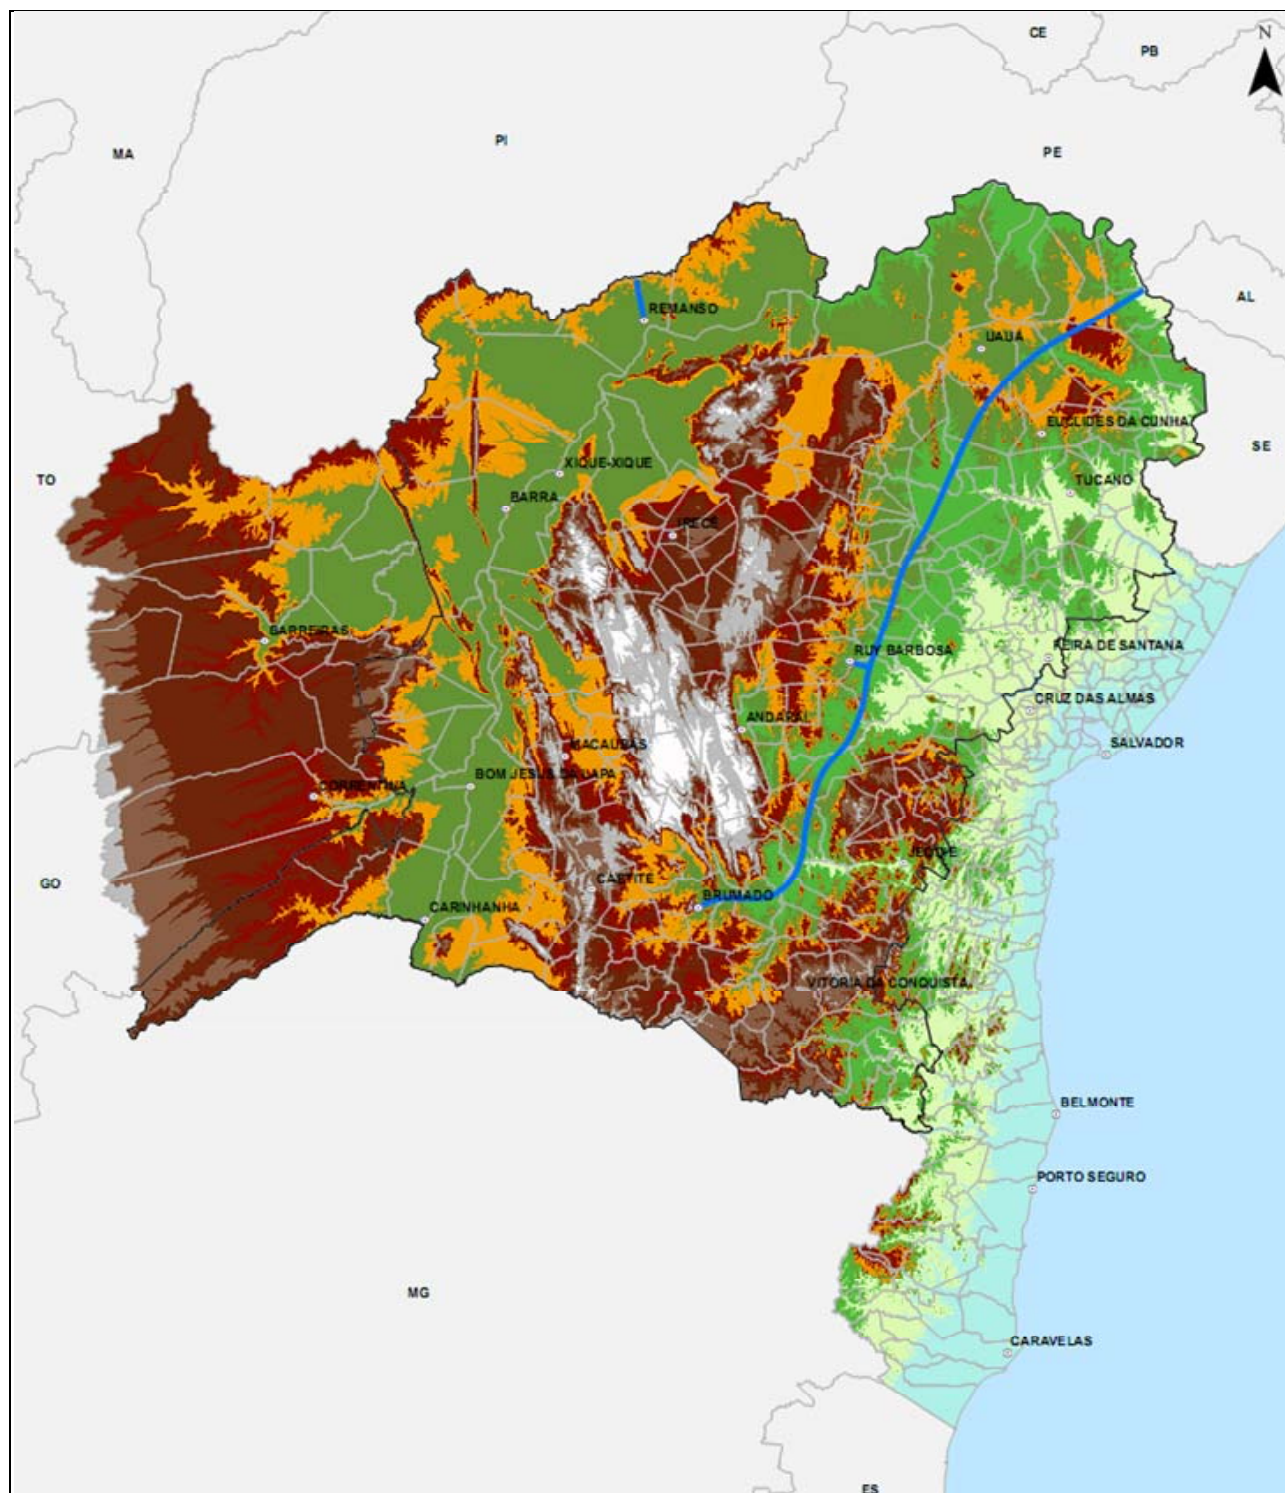 CE
N
PB
MA
PI
PE
AL
REMANSO
UAUÁ
EUCLIDES DA CUNHA
SE
TO
XIQUE-XIQUE
TUCANO
BARRA
IRECÊ
BARREIRAS
RUY BARBOSA
FEIRA DE SANTANA
CRUZ DAS ALMAS
ANDARAÍ
SALVADOR
MACAÚBAS
BOM JESUS DA LAPA
CORRENTINA
JEQUIÉ
GO
CAETITÉ
BRUMADO
CARINHANHA
VITÓRIA DA CONQUISTA
BELMONTE
PORTO SEGURO
MG
CARAVELAS
ES